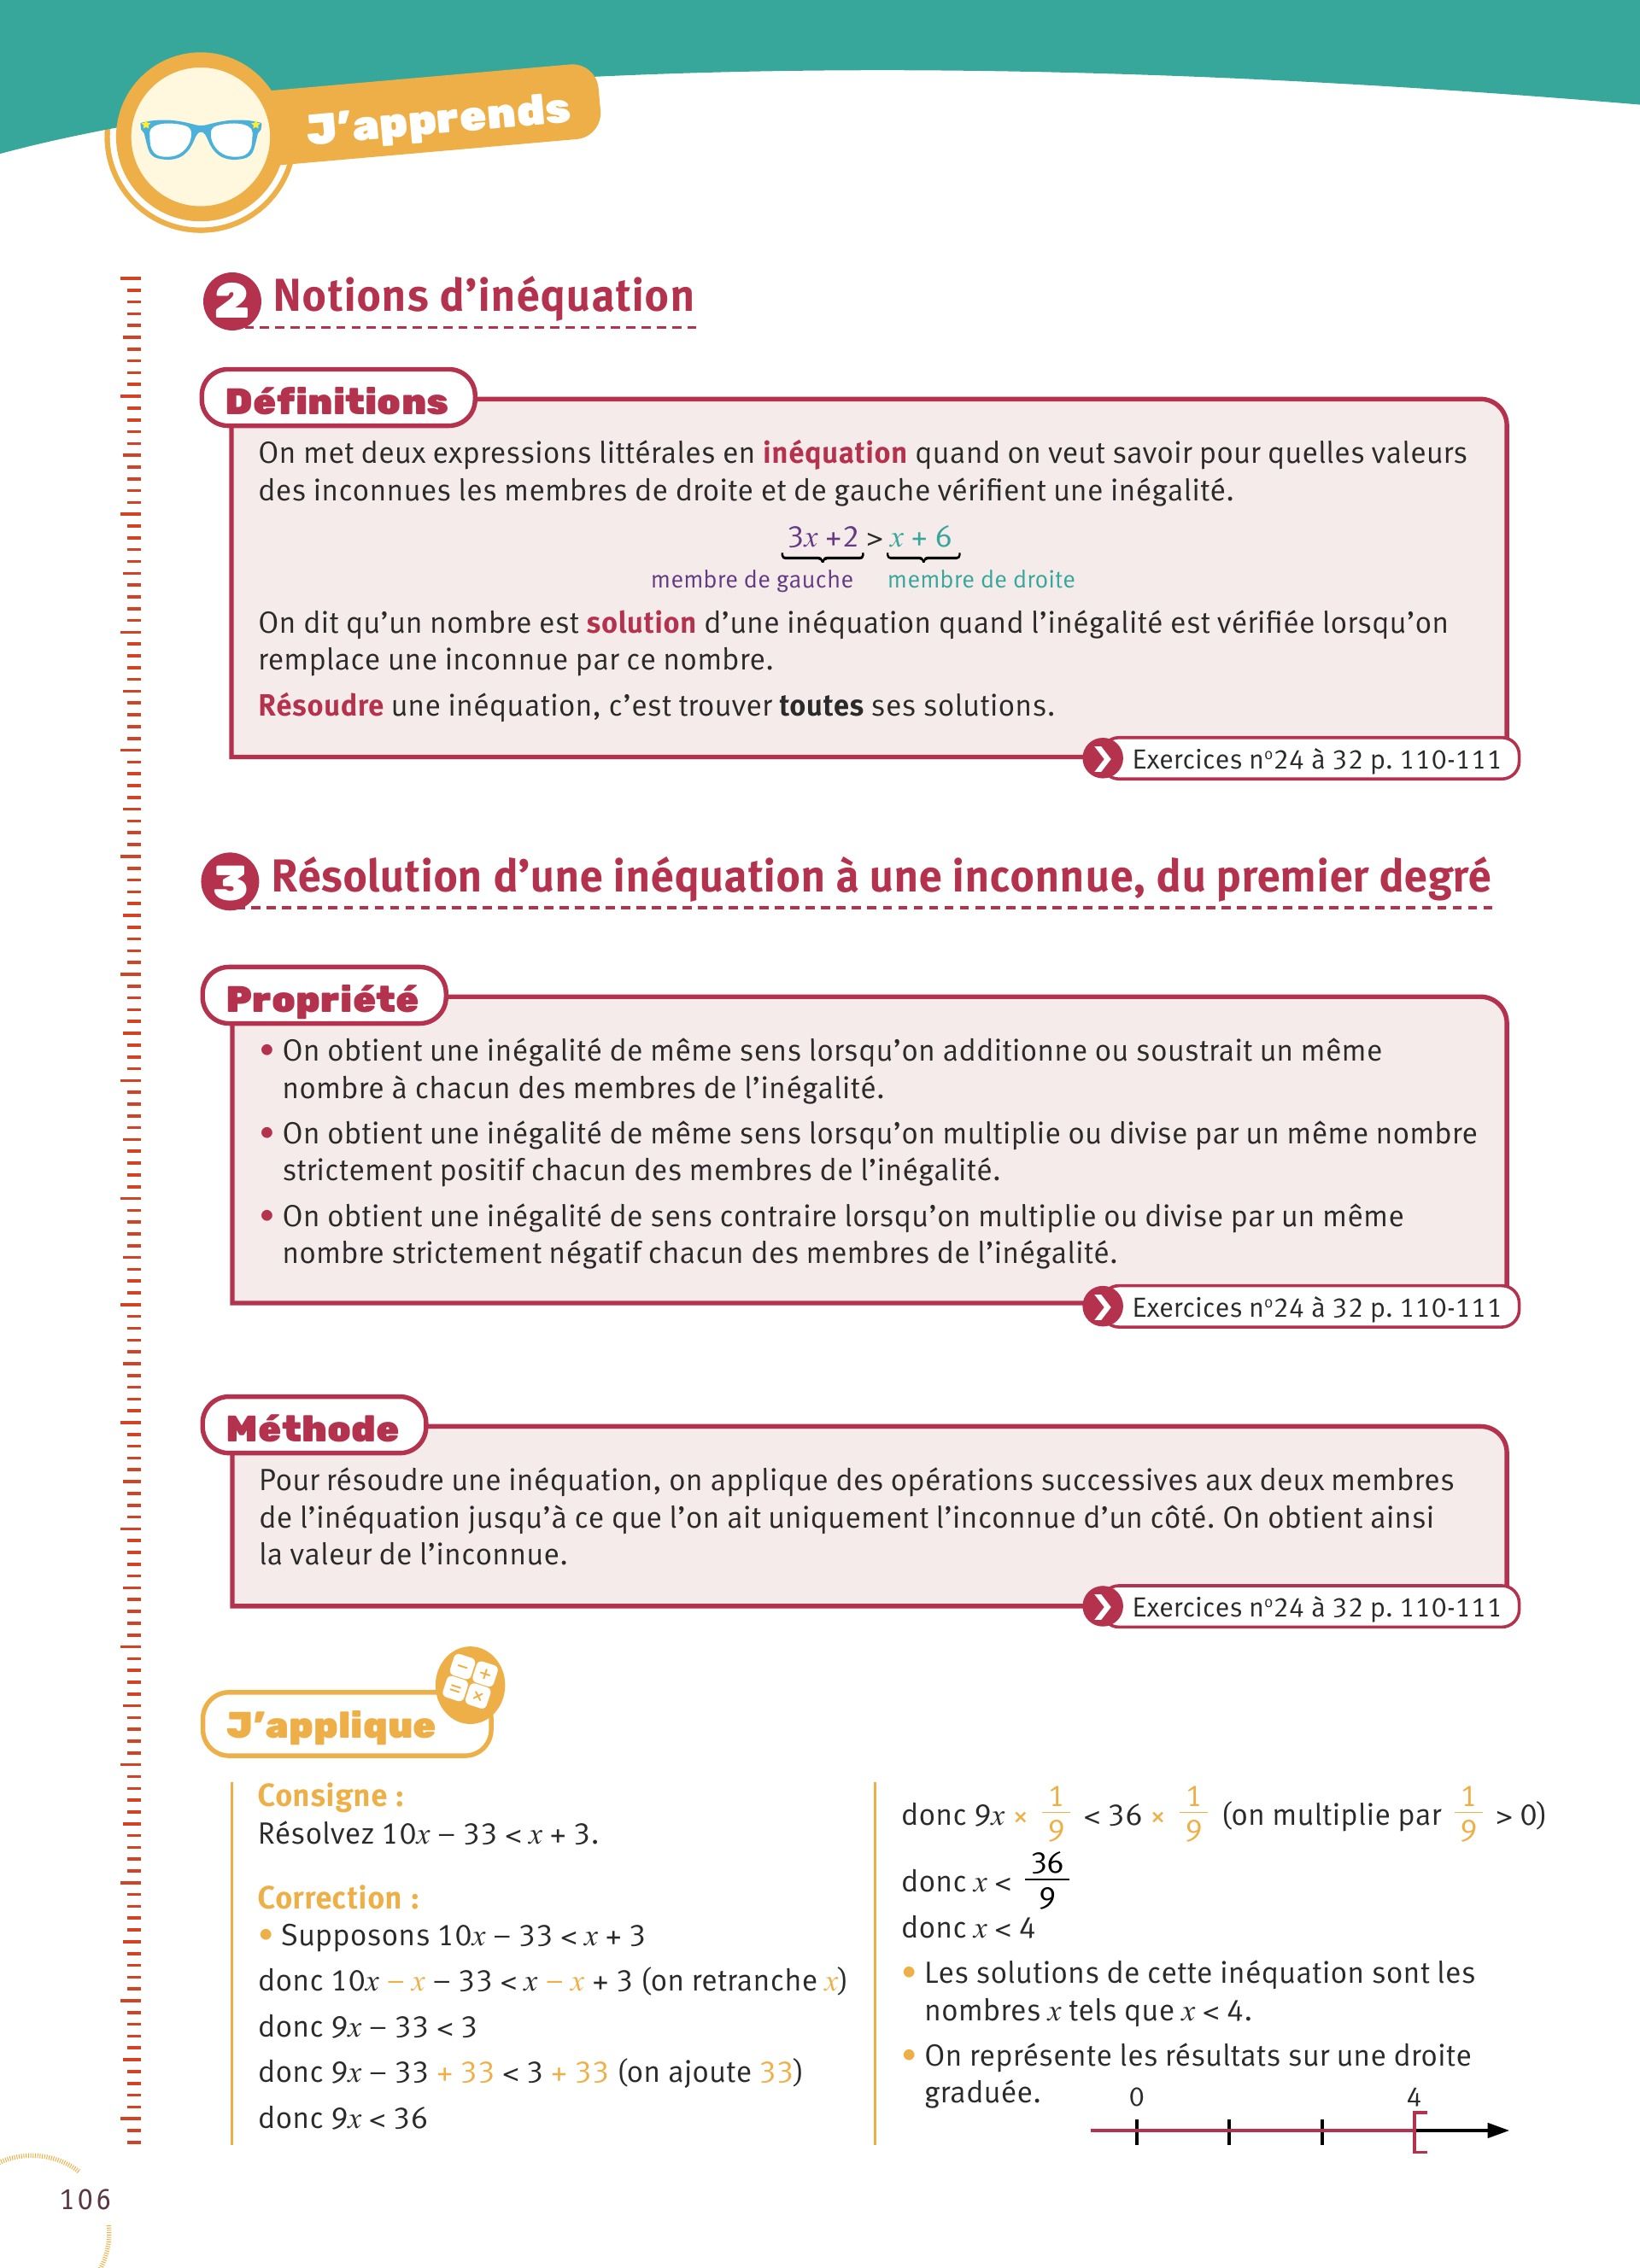 J'apprends
2 Notions d'inéquation
Définitions
On met deux expressions littérales en inéquation quand on veut savoir pour quelles valeurs
des inconnues les membres de droite et de gauche vérifient une inégalité.
3x +2 > x + 6
membre de gauche membre de droite
On dit qu'un nombre est solution d'une inéquation quand l'inégalité est vérifiée lorsqu'on
remplace une inconnue par ce nombre.
Résoudre une inéquation, c'est trouver toutes ses solutions.
Exercices nº24 à 32 p. 110-111
3 Résolution d'une inéquation à une inconnue, du premier degré
Propriété
• On obtient une inégalité de même sens lorsqu'on additionne ou soustrait un même
nombre à chacun des membres de l'inégalité.
• On obtient une inégalité de même sens lorsqu'on multiplie ou divise par un même nombre
strictement positif chacun des membres de l'inégalité.
• On obtient une inégalité de sens contraire lorsqu'on multiplie ou divise par un même
nombre strictement négatif chacun des membres de l'inégalité.
Exercices nº24 à 32 p. 110-111
Méthode
Pour résoudre une inéquation, on applique des opérations successives aux deux membres
de l'inéquation jusqu'à ce que l'on ait uniquement l'inconnue d'un côté. On obtient ainsi
la valeur de l'inconnue.
Exercices nº24 à 32 p. 110-111
− +
= ×
J'applique
Consigne :
Résolvez 10x − 33 < x + 3.
Correction :
• Supposons 10x − 33 < x + 3
donc 10x − x − 33 < x − x + 3 (on retranche x)
donc 9x − 33 < 3
donc 9x − 33 + 33 < 3 + 33 (on ajoute 33)
donc 9x < 36
donc 9x × 1/9 < 36 × 1/9 (on multiplie par 1/9 > 0)
donc x < 36/9
donc x < 4
• Les solutions de cette inéquation sont les
nombres x tels que x < 4.
• On représente les résultats sur une droite
graduée.
0 4
106